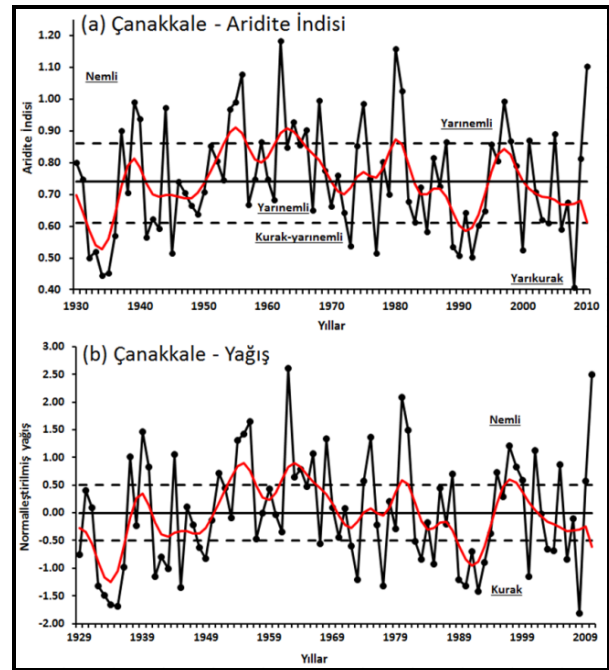 (a) Çanakkale - Aridite İndisi
1.20
1.10
1.00
0.90
0.80
0.70
0.60
0.50
0.40
Aridite İndisi
Nemli
Yarınemli
Yarınemli
Kurak-yarınemli
Yarıkurak
1930 1940 1950 1960 1970 1980 1990 2000 2010
Yıllar
(b) Çanakkale - Yağış
3.00
2.50
2.00
1.50
1.00
0.50
0.00
-0.50
-1.00
-1.50
-2.00
Normalleştirilmiş yağış
Nemli
Kurak
1929 1939 1949 1959 1969 1979 1989 1999 2009
Yıllar